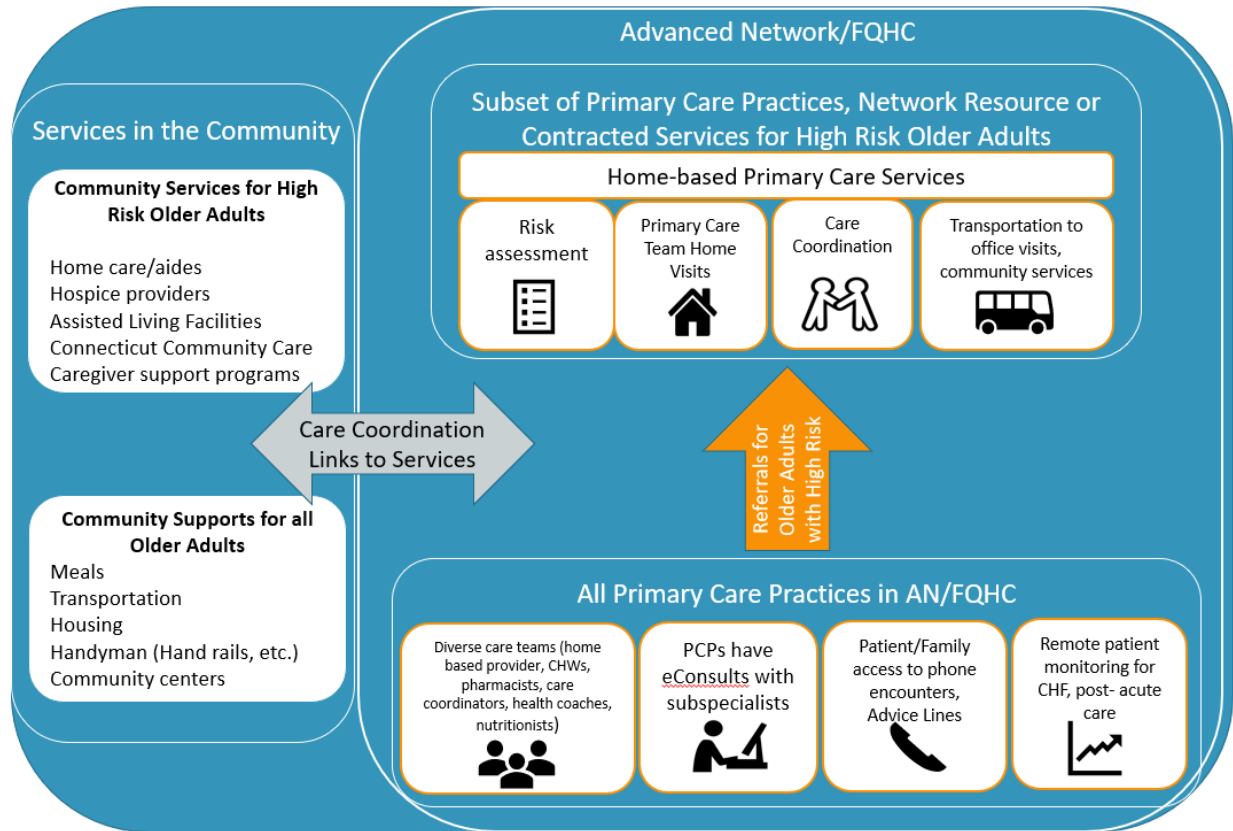 Advanced Network/FQHC
Services in the Community
Community Services for High
Risk Older Adults
Home care/aides
Hospice providers
Assisted Living Facilities
Connecticut Community Care
Caregiver support programs
Community Supports for all
Older Adults
Meals
Transportation
Housing
Handyman (Hand rails, etc.)
Community centers
Care Coordination
Links to Services
Subset of Primary Care Practices, Network Resource or
Contracted Services for High Risk Older Adults
Home-based Primary Care Services
Risk
assessment
Primary Care
Team Home
Visits
Care
Coordination
Transportation to
office visits,
community services
Referrals for
Older Adults
with High Risk
All Primary Care Practices in AN/FQHC
Diverse care teams (home
based provider, CHWs,
pharmacists, care
coordinators, health coaches,
nutritionists)
PCPs have
eConsults with
subspecialists
Patient/Family
access to phone
encounters,
Advice Lines
Remote patient
monitoring for
CHF, post- acute
care